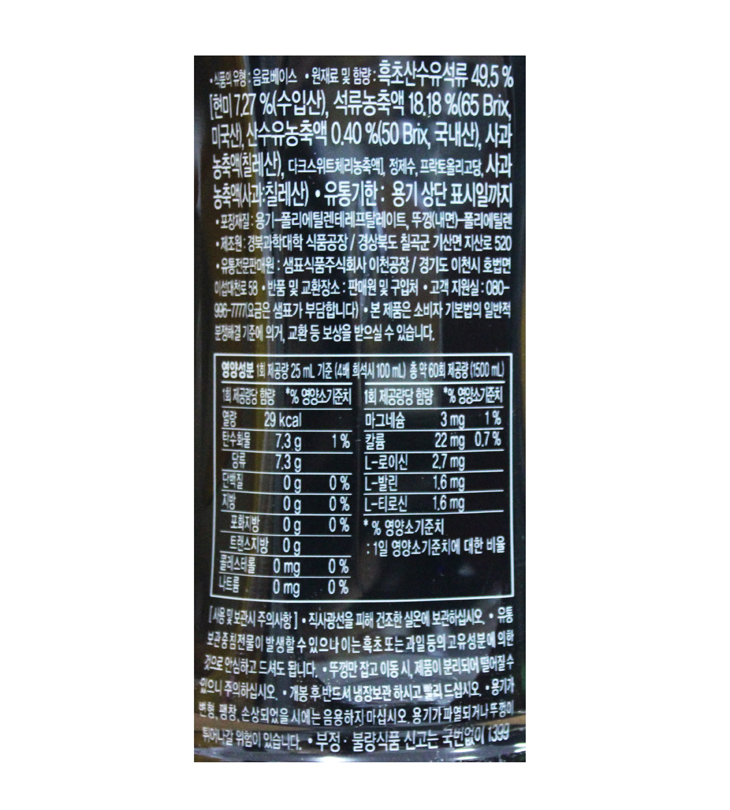 •식품의 유형 : 음료베이스 •원재료 및 함량 : 흑초산수유석류 49.5 %
[현미 7.27 %(수입산), 석류농축액 18.18 %(65 Brix,
미국산), 산수유농축액 0.40 %(50 Brix, 국내산), 사과
농축액(칠레산), 다크스위트체리농축액], 정제수, 프락토올리고당, 사과
농축액(사과:칠레산) • 유통기한 : 용기 상단 표시일까지
•포장재질 : 용기-폴리에틸렌테레프탈레이트, 뚜껑(내면)-폴리에틸렌
•제조원 : 경북과학대학 식품공장 / 경상북도 칠곡군 기산면 지산로 520
•유통전문판매원 : 샘표식품주식회사 이천공장 / 경기도 이천시 호법면
이섭대천로 58 • 반품 및 교환장소 : 판매원 및 구입처 • 고객 지원실 : 080-
996-7777(요금은 샘표가 부담합니다) • 본 제품은 소비자 기본법의 일반적
분쟁해결 기준에 의거, 교환 등 보상을 받으실 수 있습니다.
영양성분 1회 제공량 25 mL 기준 (4배 희석시 100 mL) 총 약 60회 제공량 (1500 mL)
1회 제공량당 함량 *% 영양소기준치
열량 29 kcal
탄수화물 7.3 g 1 %
당류 7.3 g
단백질 0 g 0 %
지방 0 g 0 %
포화지방 0 g 0 %
트랜스지방 0 g
콜레스테롤 0 mg 0 %
나트륨 0 mg 0 %
1회 제공량당 함량 *% 영양소기준치
마그네슘 3 mg 1 %
칼륨 22 mg 0.7 %
L-로이신 2.7 mg
L-발린 1.6 mg
L-티로신 1.6 mg
* % 영양소기준치
: 1일 영양소기준치에 대한 비율
[사용 및 보관시 주의사항] • 직사광선을 피해 건조한 실온에 보관하십시오. • 유통
보관중 침전물이 발생할 수 있으나 이는 흑초 또는 과일 등의 고유성분에 의한
것으로 안심하고 드셔도 됩니다. • 뚜껑만 잡고 이동 시, 제품이 분리되어 떨어질 수
있으니 주의하십시오. • 개봉 후 반드시 냉장보관 하시고 빨리 드십시오. • 용기가
변형, 팽창, 손상되었을 시에는 음용하지 마십시오. 용기가 파열되거나 뚜껑이
튀어나갈 위험이 있습니다. • 부정 · 불량식품 신고는 국번없이 1399